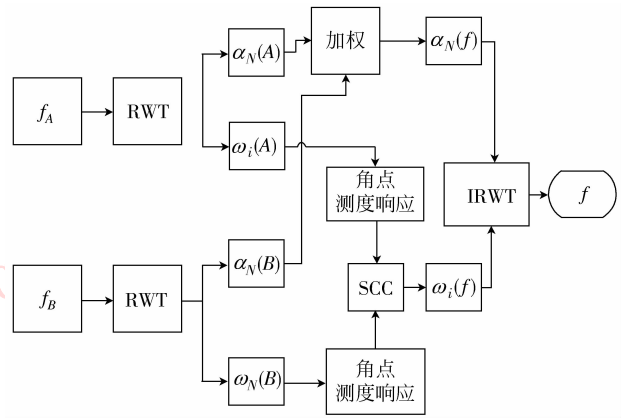 α_N(A)
加权
α_N(f)
f_A
RWT
ω_i(A)
角点
测度响应
IRWT
f
α_N(B)
f_B
RWT
SCC
ω_i(f)
ω_N(B)
角点
测度响应